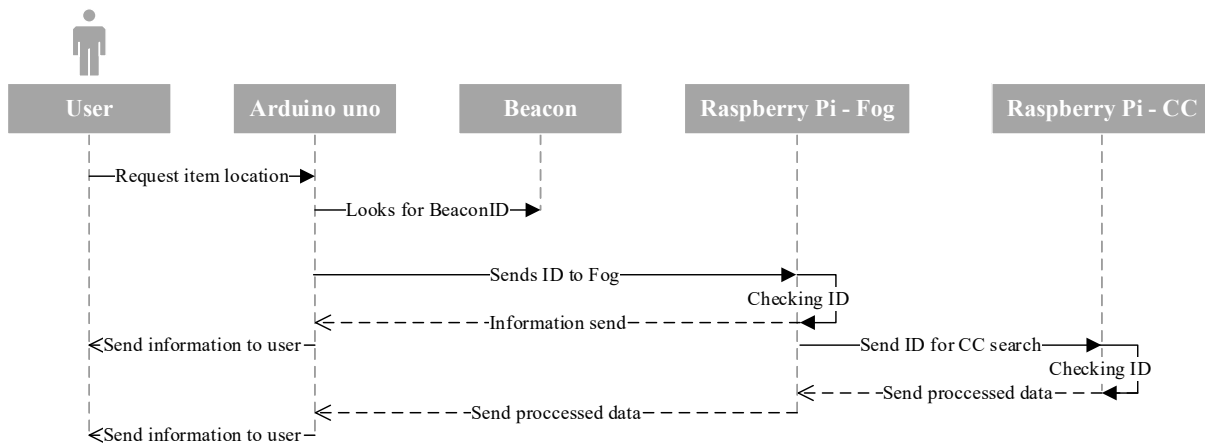 User
Arduino uno
Beacon
Raspberry Pi - Fog
Raspberry Pi - CC
Request item location
Looks for BeaconID
Sends ID to Fog
Checking ID
Information send
Send information to user
Send ID for CC search
Checking ID
Send proccessed data
Send proccessed data
Send information to user